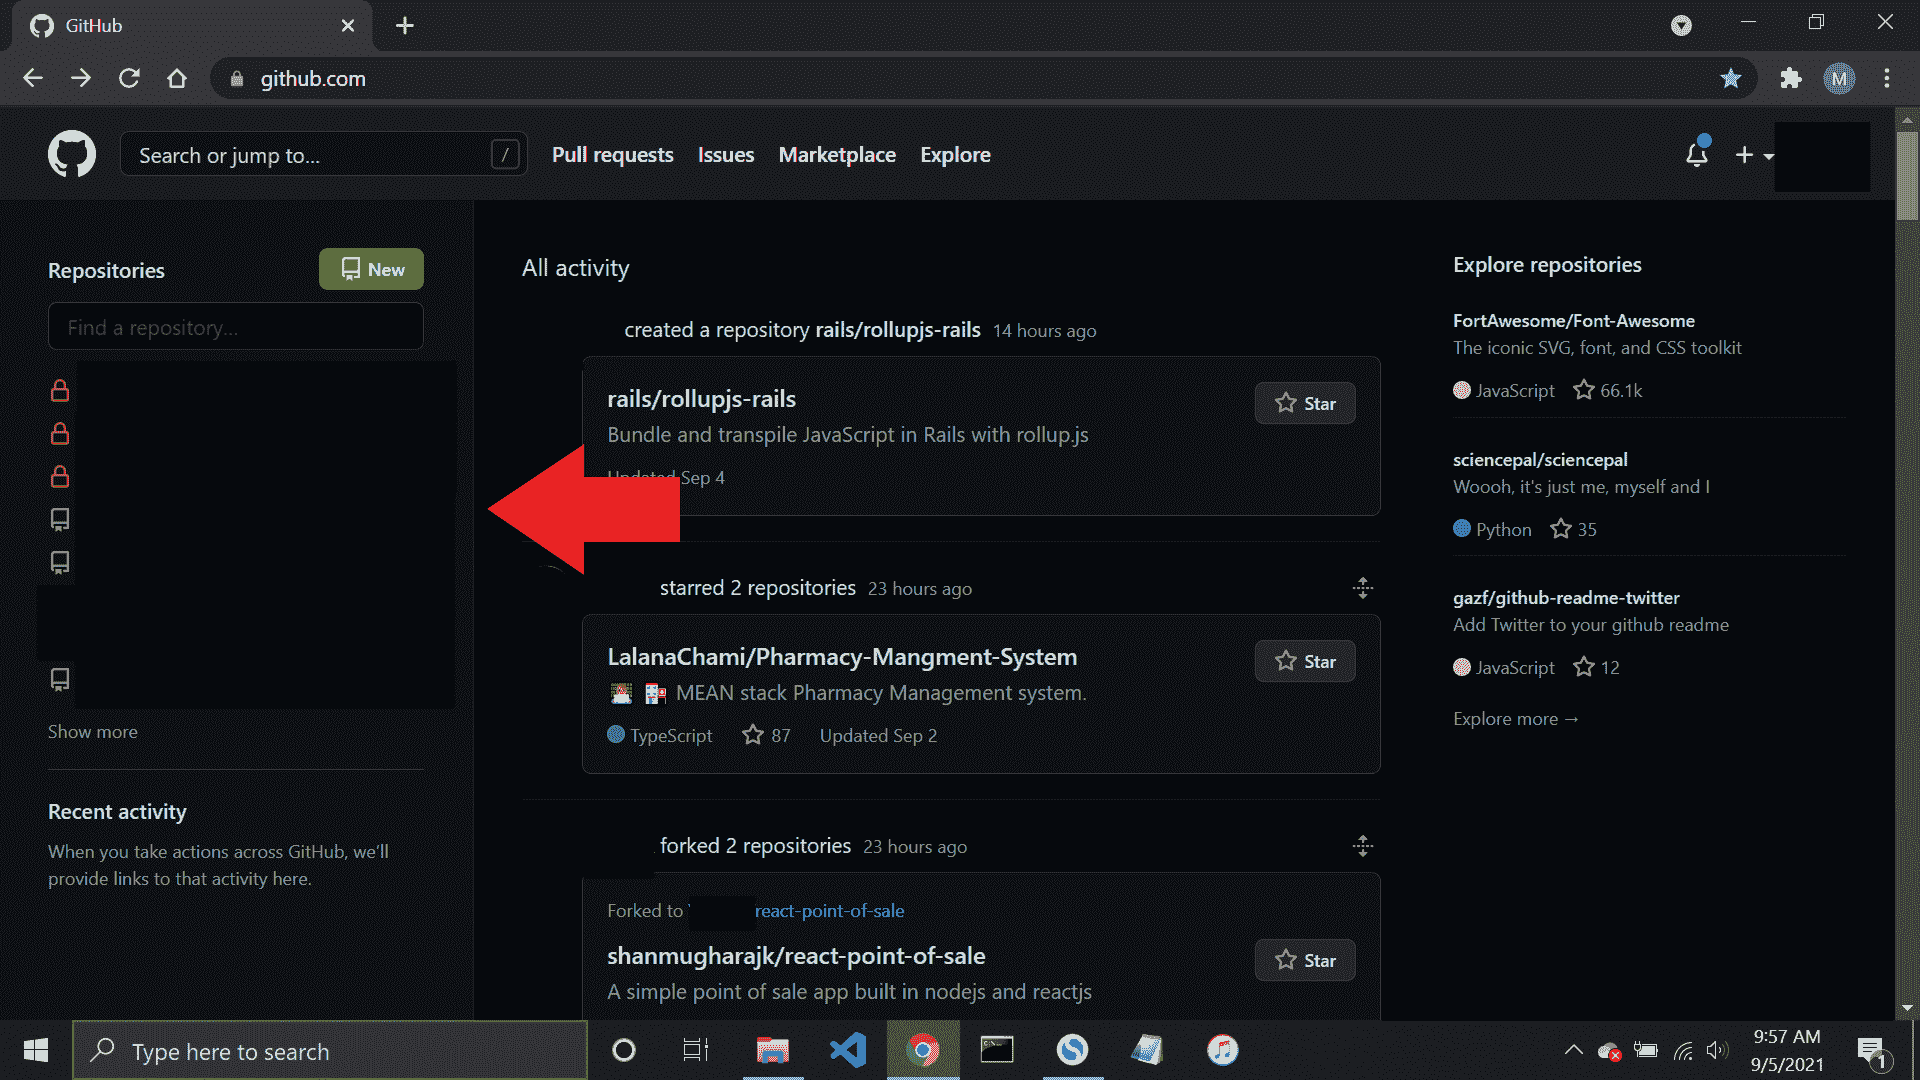 GitHub
github.com
Search or jump to... /
Pull requests Issues Marketplace Explore
Repositories
New
Find a repository...
Show more
Recent activity
When you take actions across GitHub, we'll
provide links to that activity here.
All activity
created a repository rails/rollupjs-rails 14 hours ago
rails/rollupjs-rails
Star
Bundle and transpile JavaScript in Rails with rollup.js
Updated Sep 4
starred 2 repositories 23 hours ago
LalanaChami/Pharmacy-Mangment-System
Star
MEAN stack Pharmacy Management system.
TypeScript 87 Updated Sep 2
forked 2 repositories 23 hours ago
Forked to react-point-of-sale
shanmugharajk/react-point-of-sale
Star
A simple point of sale app built in nodejs and reactjs
Explore repositories
FortAwesome/Font-Awesome
The iconic SVG, font, and CSS toolkit
JavaScript 66.1k
sciencepal/sciencepal
Woooh, it's just me, myself and I
Python 35
gazf/github-readme-twitter
Add Twitter to your github readme
JavaScript 12
Explore more →
M
Type here to search
9:57 AM
9/5/2021
1